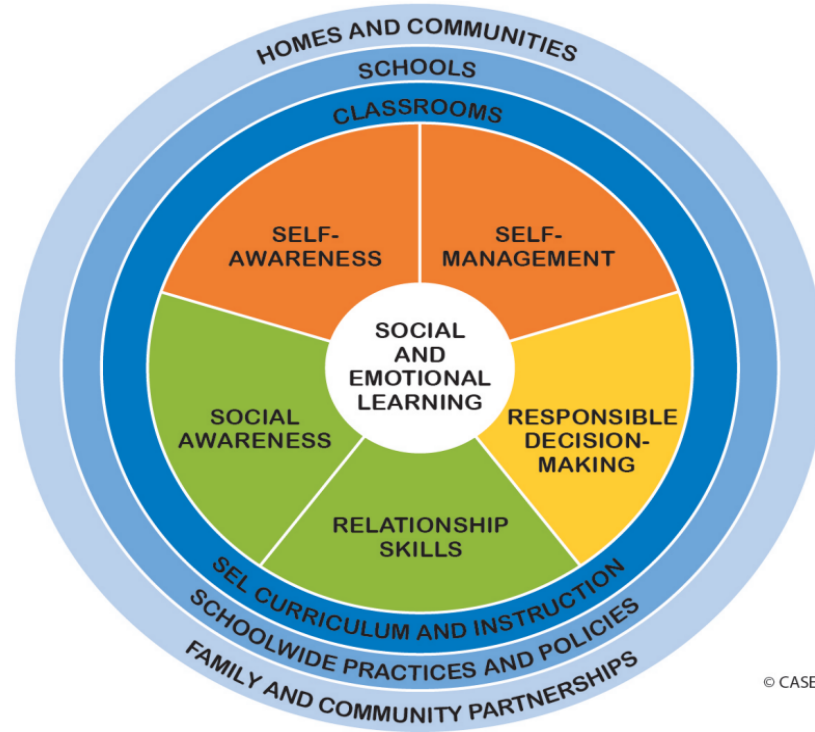 HOMES AND COMMUNITIES
SCHOOLS
CLASSROOMS
SELF-
AWARENESS
SELF-
MANAGEMENT
SOCIAL
AND
EMOTIONAL
LEARNING
SOCIAL
AWARENESS
RESPONSIBLE
DECISION-
MAKING
RELATIONSHIP
SKILLS
SEL CURRICULUM AND INSTRUCTION
SCHOOLWIDE PRACTICES AND POLICIES
FAMILY AND COMMUNITY PARTNERSHIPS
© CASE